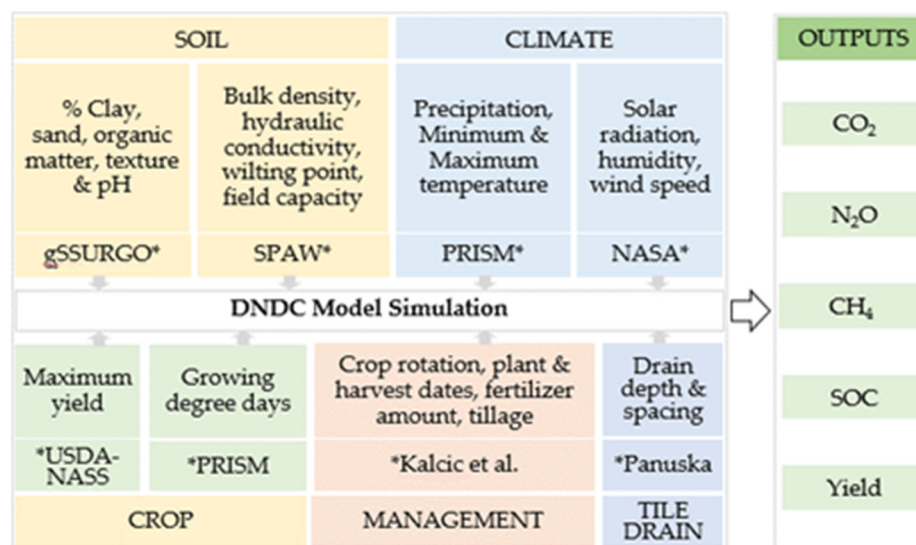 SOIL
CLIMATE
OUTPUTS
% Clay,
sand, organic
matter, texture
& pH
Bulk density,
hydraulic
conductivity,
wilting point,
field capacity
Precipitation,
Minimum &
Maximum
temperature
Solar
radiation,
humidity,
wind speed
gSSURGO*
SPAW*
PRISM*
NASA*
DNDC Model Simulation
Maximum
yield
Growing
degree days
Crop rotation, plant &
harvest dates, fertilizer
amount, tillage
Drain
depth &
spacing
*USDA-
NASS
*PRISM
*Kalcic et al.
*Panuska
CROP
MANAGEMENT
TILE
DRAIN
CO₂
N₂O
CH₄
SOC
Yield